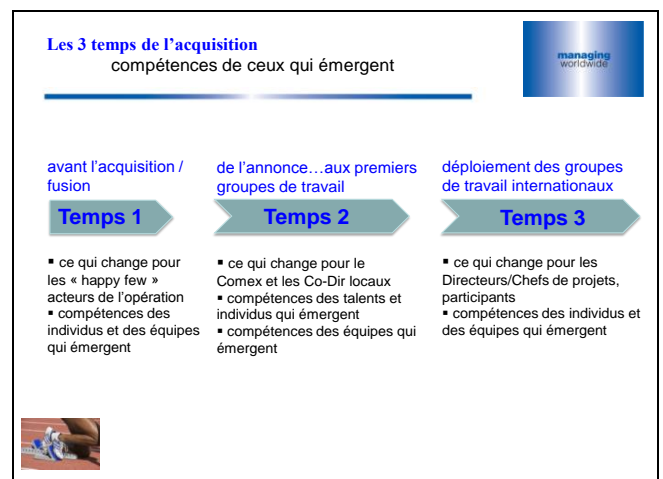 Les 3 temps de l’acquisition
compétences de ceux qui émergent
managing
worldwide
avant l’acquisition /
fusion
Temps 1
▪ ce qui change pour
les « happy few »
acteurs de l’opération
▪ compétences des
individus et des équipes
qui émergent
de l’annonce…aux premiers
groupes de travail
Temps 2
▪ ce qui change pour le
Comex et les Co-Dir locaux
▪ compétences des talents et
individus qui émergent
▪ compétences des équipes qui
émergent
déploiement des groupes
de travail internationaux
Temps 3
▪ ce qui change pour les
Directeurs/Chefs de projets,
participants
▪ compétences des individus et
des équipes qui émergent